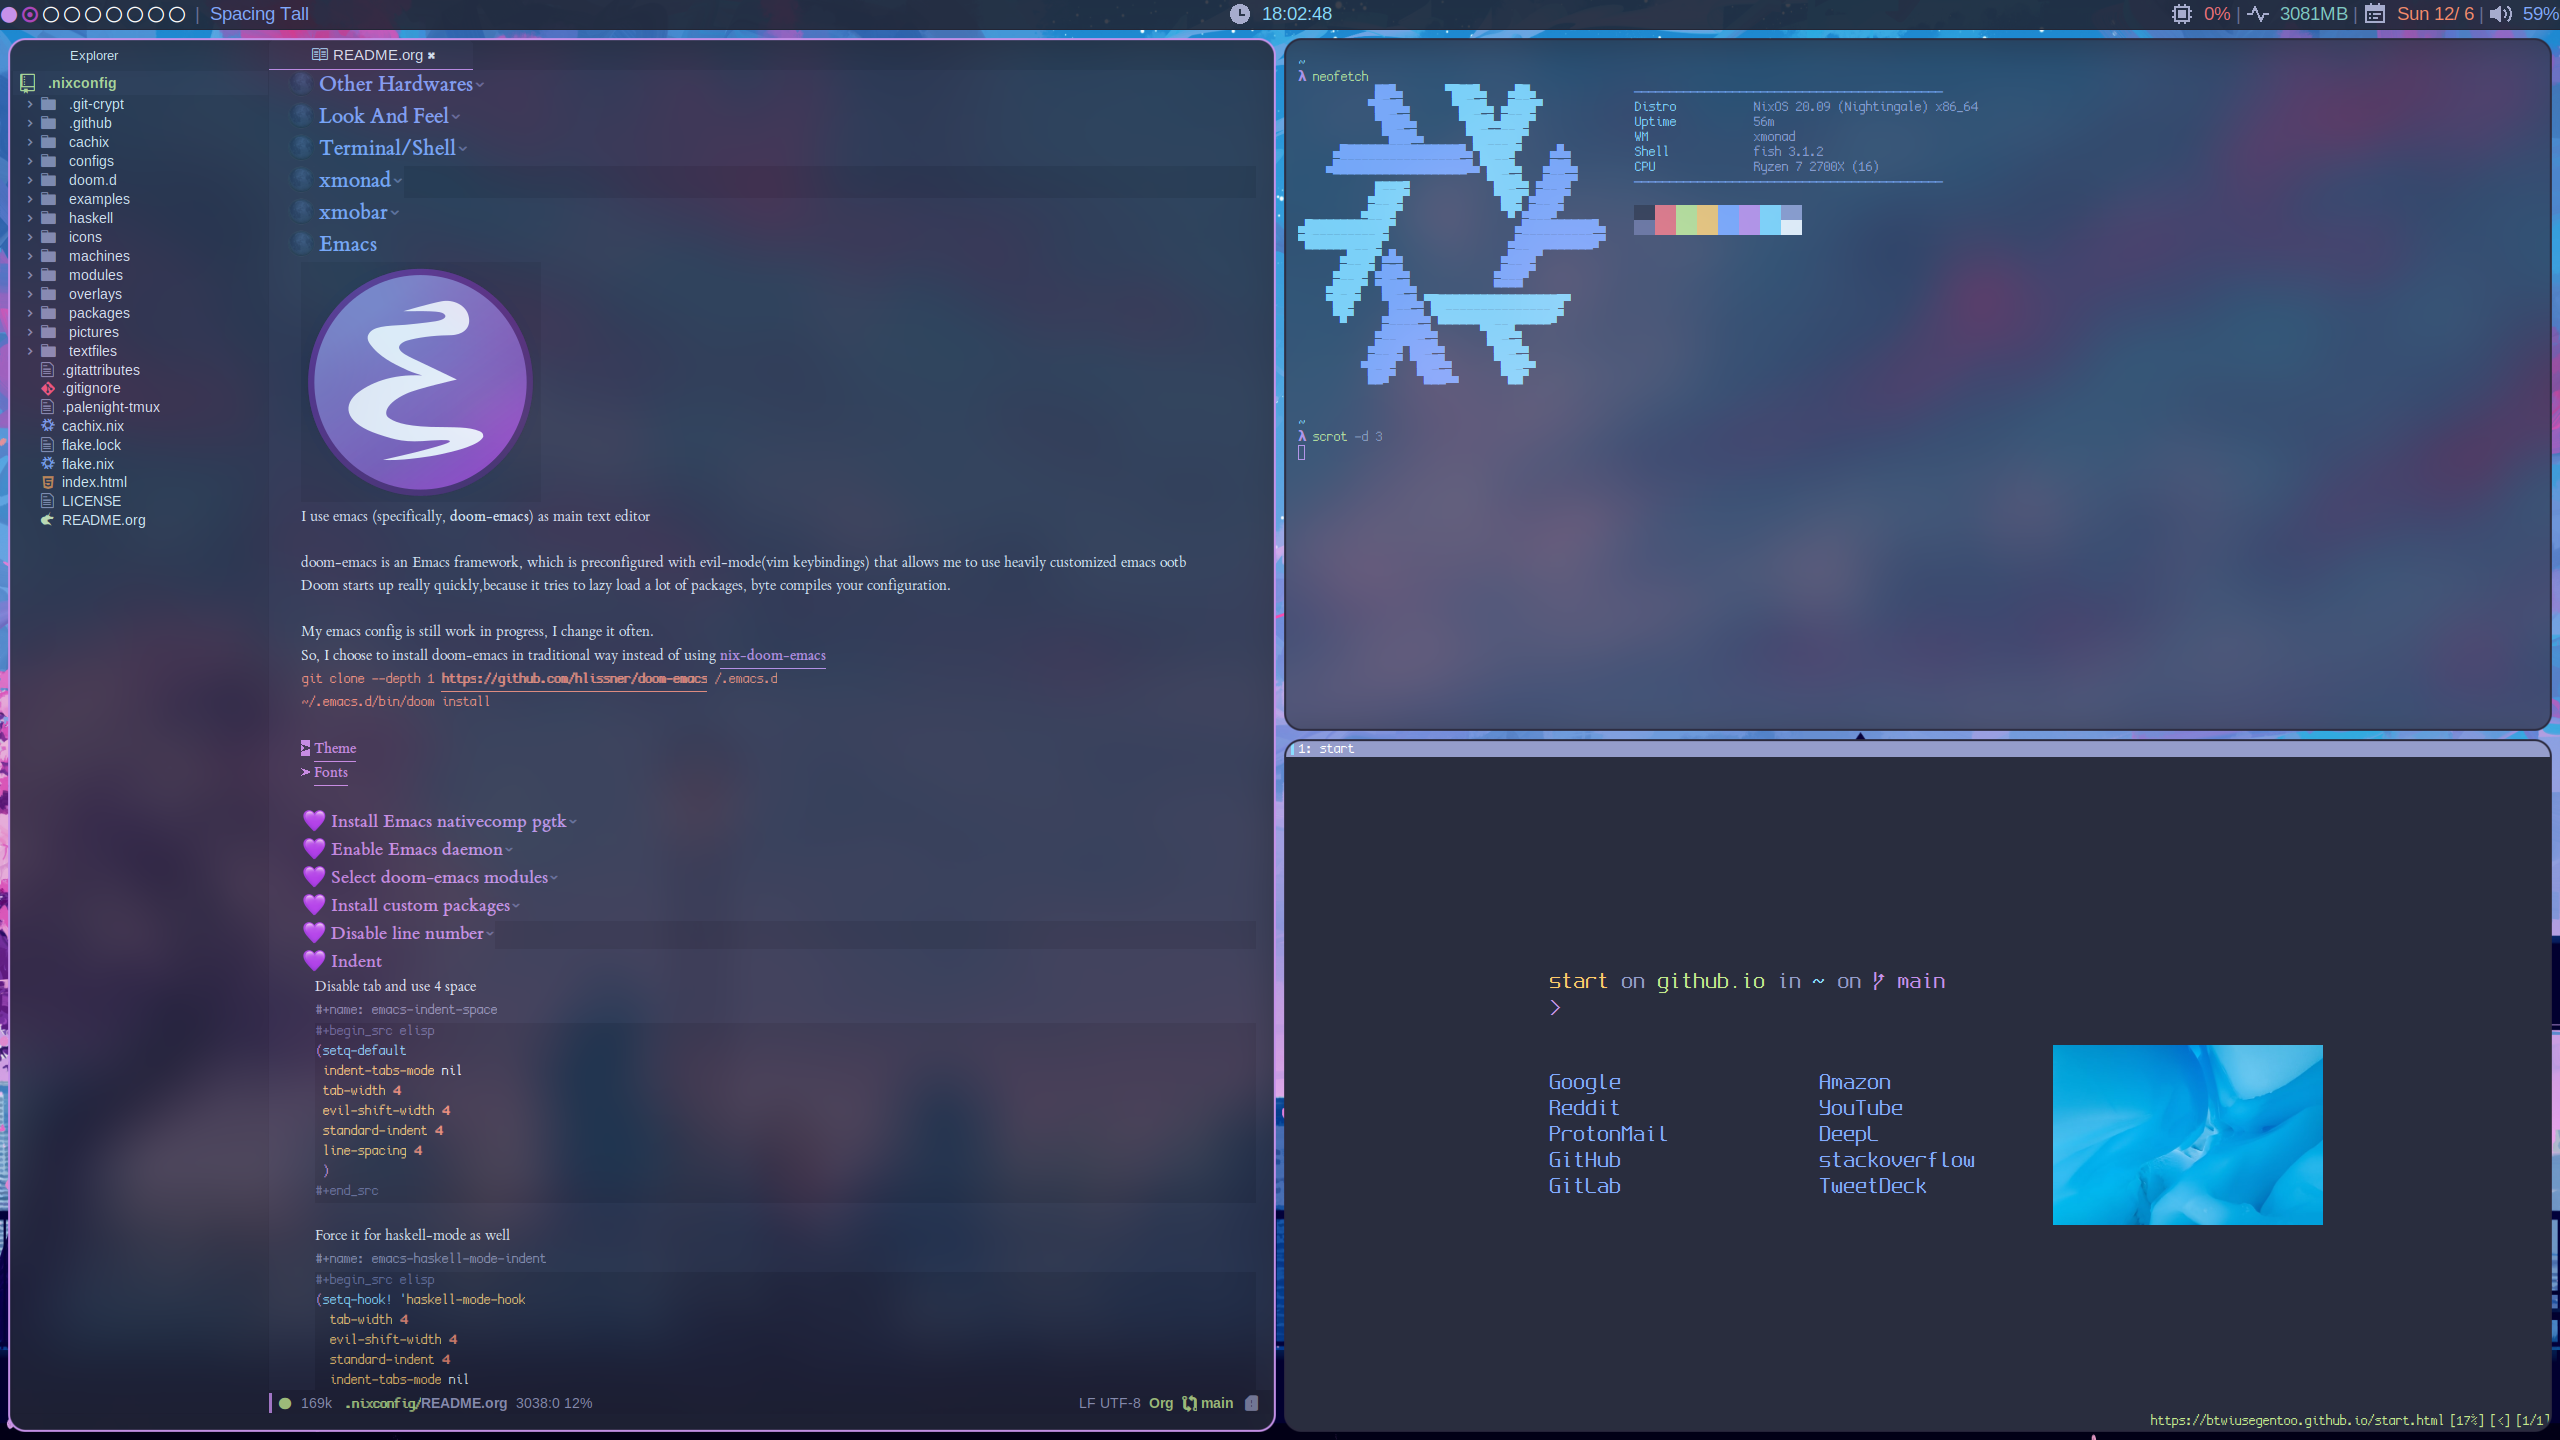 | Spacing Tall
18:02:48
0% | 3081MB | Sun 12/ 6 | 59%
Explorer
.nixconfig
.git-crypt
.github
cachix
configs
doom.d
examples
haskell
icons
machines
modules
overlays
packages
pictures
textfiles
.gitattributes
.gitignore
.palenight-tmux
cachix.nix
flake.lock
flake.nix
index.html
LICENSE
README.org
README.org ✖
Other Hardwares
Look And Feel
Terminal/Shell
xmonad
xmobar
Emacs
I use emacs (specifically, doom-emacs) as main text editor
doom-emacs is an Emacs framework, which is preconfigured with evil-mode(vim keybindings) that allows me to use heavily customized emacs ootb
Doom starts up really quickly,because it tries to lazy load a lot of packages, byte compiles your configuration.
My emacs config is still work in progress, I change it often.
So, I choose to install doom-emacs in traditional way instead of using nix-doom-emacs
git clone --depth 1 https://github.com/hlissner/doom-emacs /.emacs.d
~/.emacs.d/bin/doom install
➤ Theme
➤ Fonts
💜 Install Emacs nativecomp pgtk
💜 Enable Emacs daemon
💜 Select doom-emacs modules
💜 Install custom packages
💜 Disable line number
💜 Indent
Disable tab and use 4 space
#+name: emacs-indent-space
#+begin_src elisp
(setq-default
indent-tabs-mode nil
tab-width 4
evil-shift-width 4
standard-indent 4
line-spacing 4
)
#+end_src
Force it for haskell-mode as well
#+name: emacs-haskell-mode-indent
#+begin_src elisp
(setq-hook! 'haskell-mode-hook
tab-width 4
evil-shift-width 4
standard-indent 4
indent-tabs-mode nil
169k .nixconfig/README.org 3038:0 12%
LF UTF-8 Org main
~
λ neofetch
Distro NixOS 20.09 (Nightingale) x86_64
Uptime 56m
WM xmonad
Shell fish 3.1.2
CPU Ryzen 7 2700X (16)
~
λ scrot -d 3
1: start
start on github.io in ~ on main
>
Google Amazon
Reddit YouTube
ProtonMail DeepL
GitHub stackoverflow
GitLab TweetDeck
https://btwiusegentoo.github.io/start.html [17%] [<] [1/1]